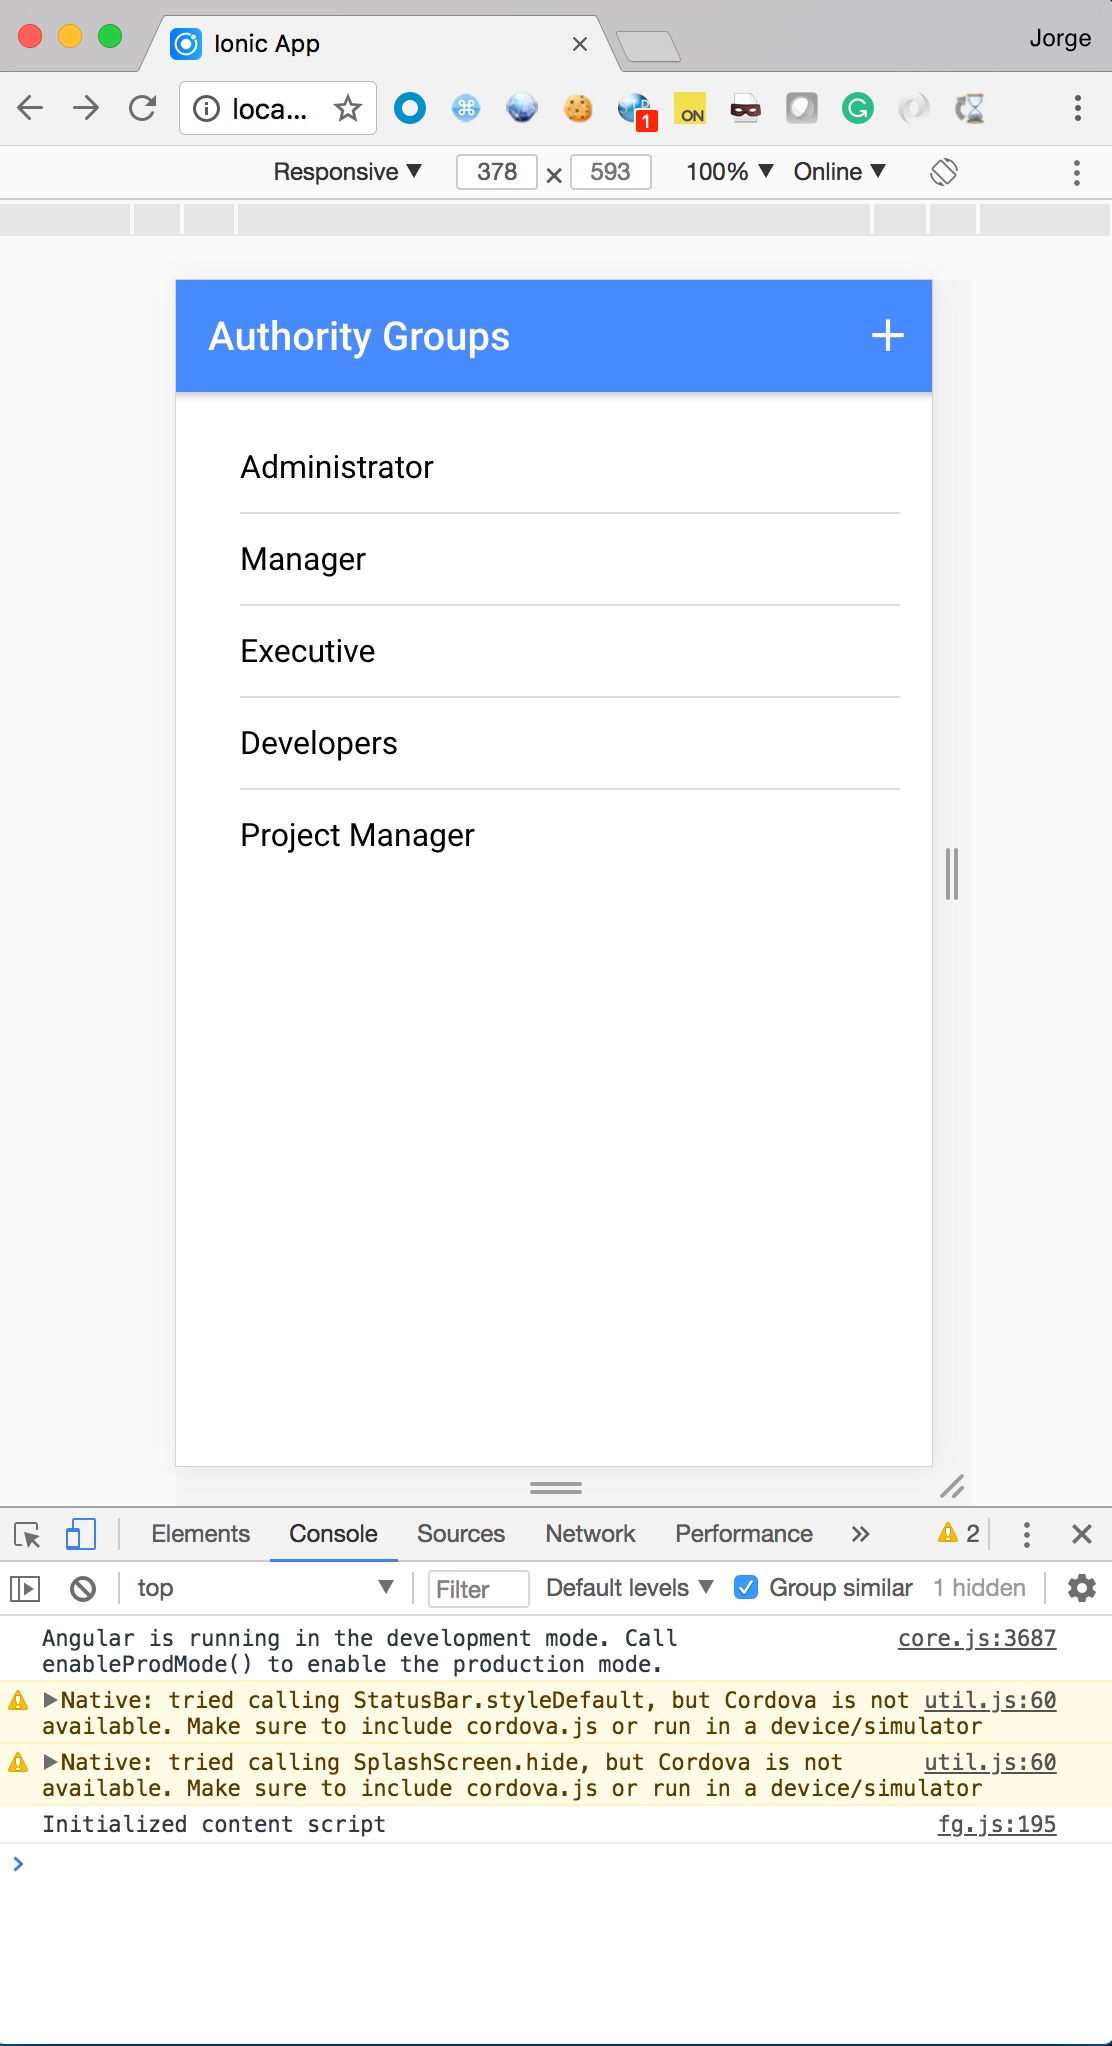 Ionic App
Jorge
loca...
1
ON
Responsive ▼ 378 × 593 100% ▼ Online ▼
Authority Groups +
Administrator
Manager
Executive
Developers
Project Manager
Elements Console Sources Network Performance » 2
top ▼ Filter Default levels ▼ Group similar 1 hidden
Angular is running in the development mode. Call core.js:3687
enableProdMode() to enable the production mode.
▶Native: tried calling StatusBar.styleDefault, but Cordova is not util.js:60
available. Make sure to include cordova.js or run in a device/simulator
▶Native: tried calling SplashScreen.hide, but Cordova is not util.js:60
available. Make sure to include cordova.js or run in a device/simulator
Initialized content script fg.js:195
>